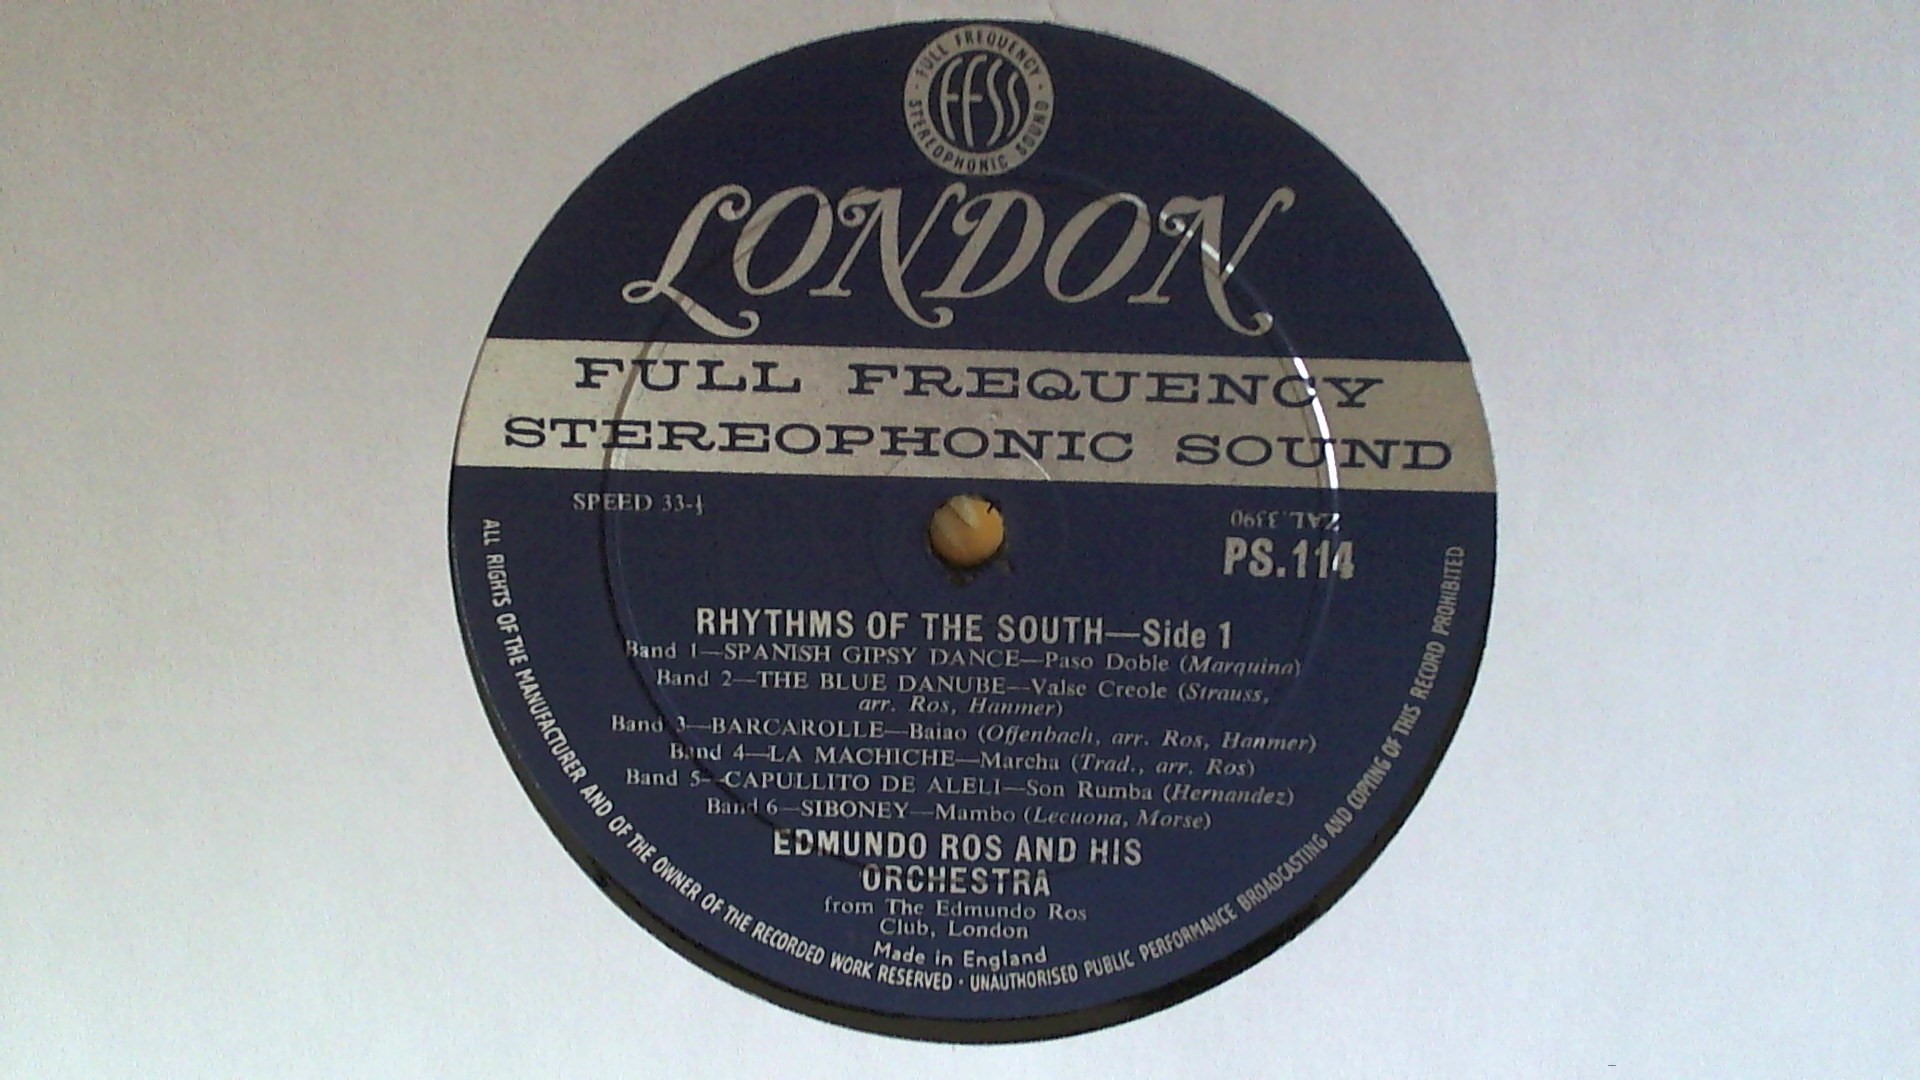 FULL FREQUENCY
FFSS
STEREOPHONIC SOUND
LONDON
FULL FREQUENCY
STEREOPHONIC SOUND
SPEED 33-⅓
ZAL.3390
PS.114
RHYTHMS OF THE SOUTH—Side 1
Band 1—SPANISH GIPSY DANCE—Paso Doble (Marquina)
Band 2—THE BLUE DANUBE—Valse Creole (Strauss,
arr. Ros, Hanmer)
Band 3—BARCAROLLE—Baiao (Offenbach, arr. Ros, Hanmer)
Band 4—LA MACHICHE—Marcha (Trad., arr. Ros)
Band 5—CAPULLITO DE ALELI—Son Rumba (Hernandez)
Band 6—SIBONEY—Mambo (Lecuona, Morse)
EDMUNDO ROS AND HIS
ORCHESTRA
from The Edmundo Ros
Club, London
Made in England
ALL RIGHTS OF THE MANUFACTURER AND OF THE OWNER OF THE RECORDED WORK RESERVED · UNAUTHORISED PUBLIC PERFORMANCE BROADCASTING AND COPYING OF THIS RECORD PROHIBITED